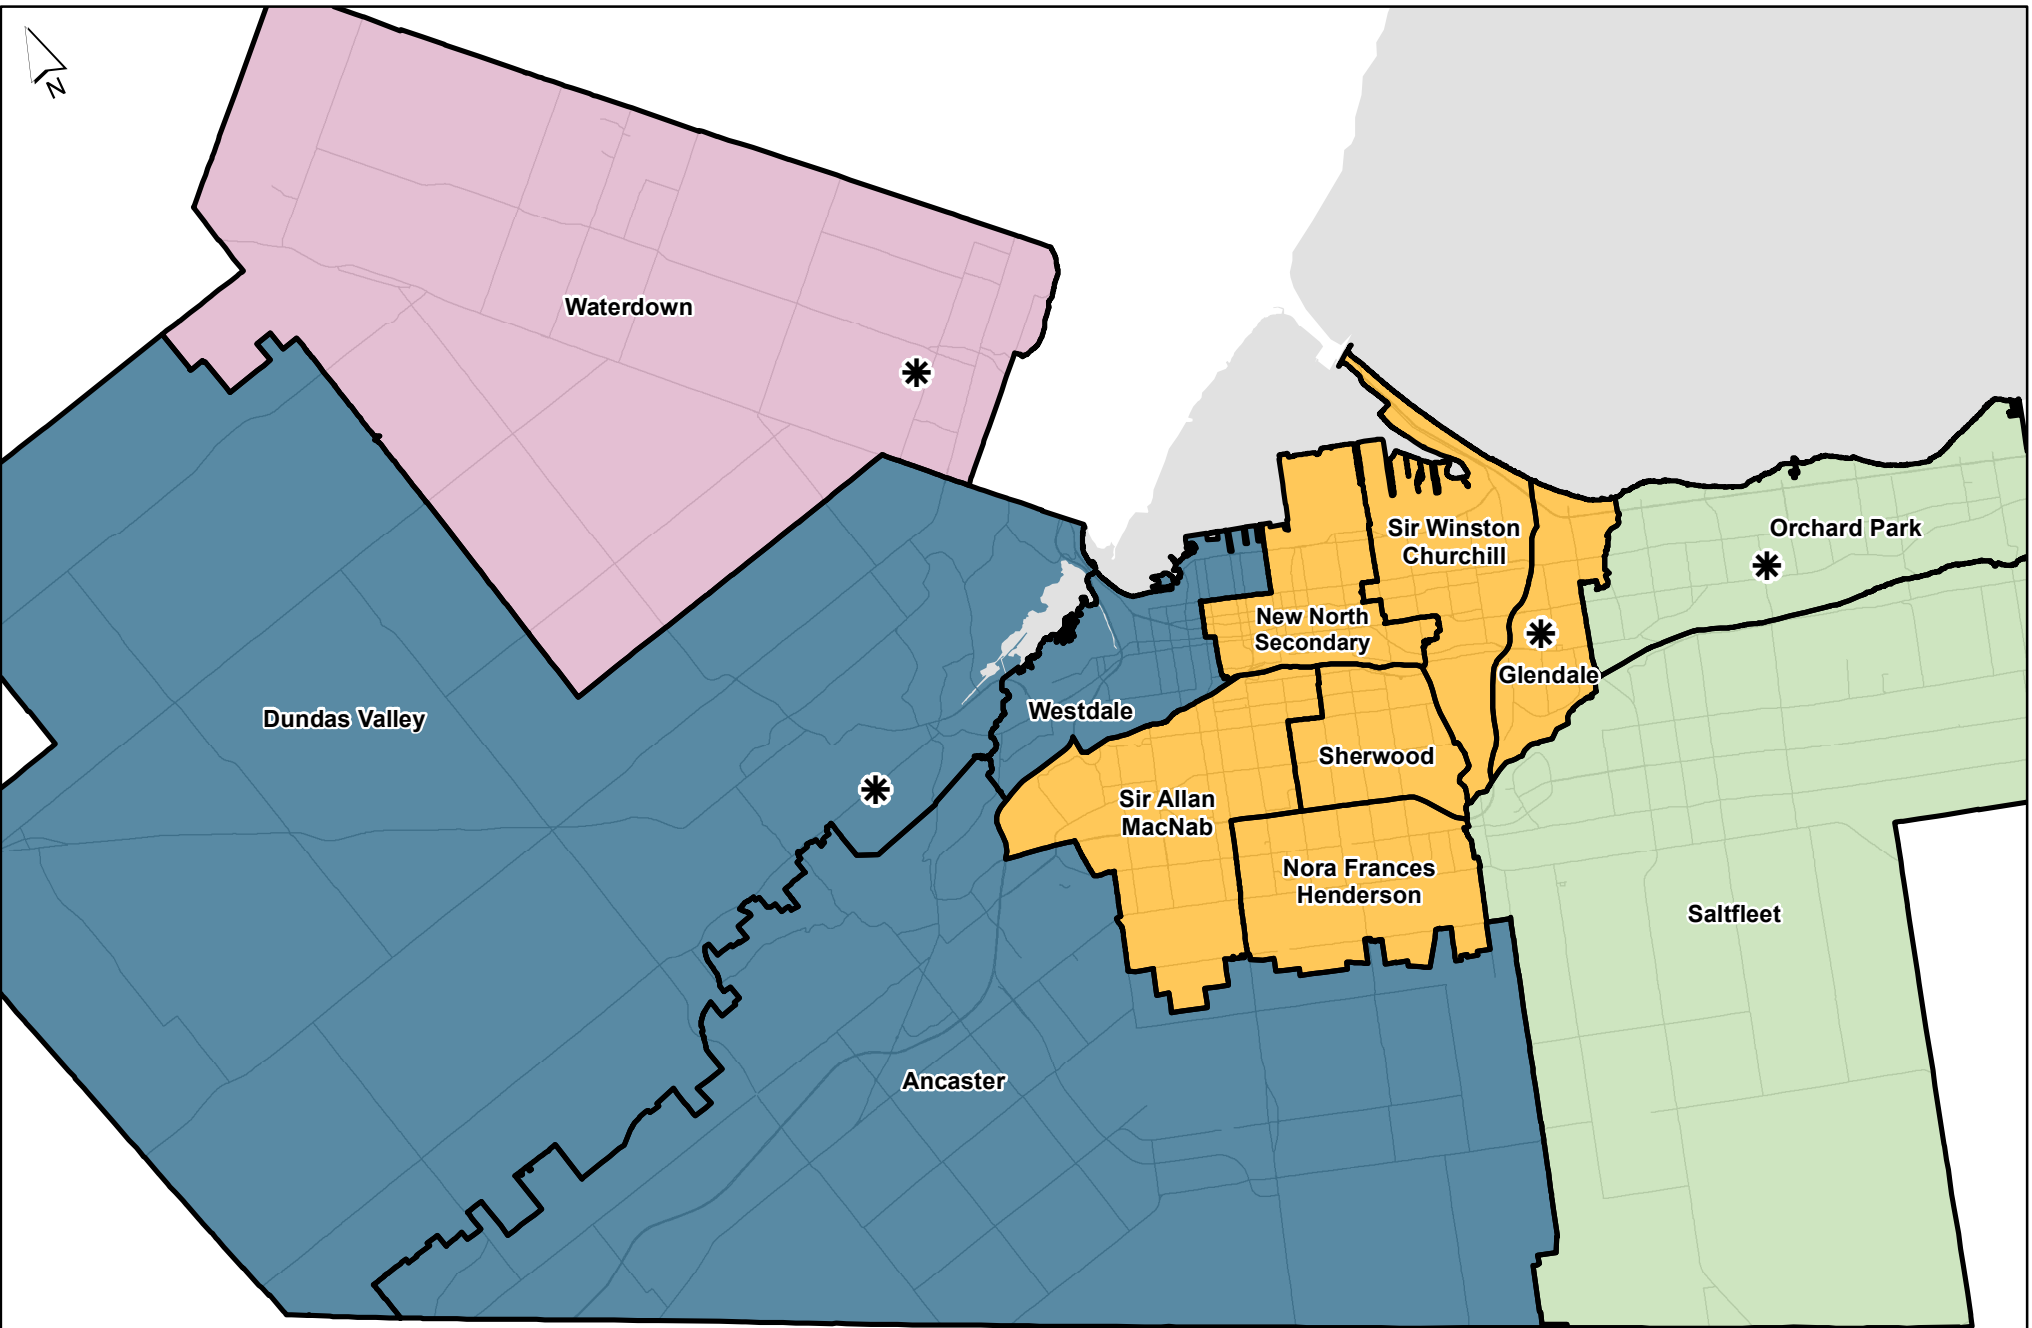 N
Waterdown
Orchard Park
Sir Winston
Churchill
New North
Secondary
Glendale
Westdale
Dundas Valley
Sherwood
Sir Allan
MacNab
Nora Frances
Henderson
Saltfleet
Ancaster